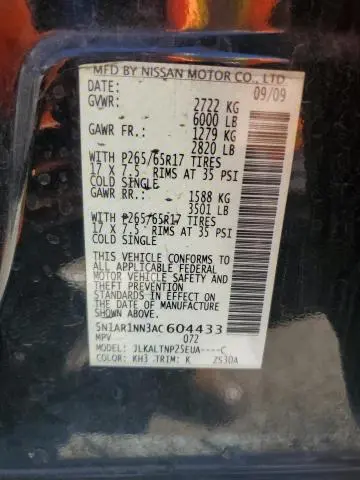 MFD BY NISSAN MOTOR CO., LTD.
DATE: 09/09
GVWR: 2722 KG
6000 LB
GAWR FR.: 1279 KG
2820 LB
WITH P265/65R17 TIRES
17 X 7.5 RIMS AT 35 PSI
COLD SINGLE
GAWR RR.: 1588 KG
3501 LB
WITH P265/65R17 TIRES
17 X 7.5 RIMS AT 35 PSI
COLD SINGLE
THIS VEHICLE CONFORMS TO
ALL APPLICABLE FEDERAL
MOTOR VEHICLE SAFETY AND
THEFT PREVENTION
STANDARDS IN EFFECT ON
THE DATE OF MANUFACTURE
SHOWN ABOVE.
5N1AR1NN3AC604433
MPV 072
MODEL: JLKALTNP25EUA----C
COLOR: KH3 TRIM: K 2S30A